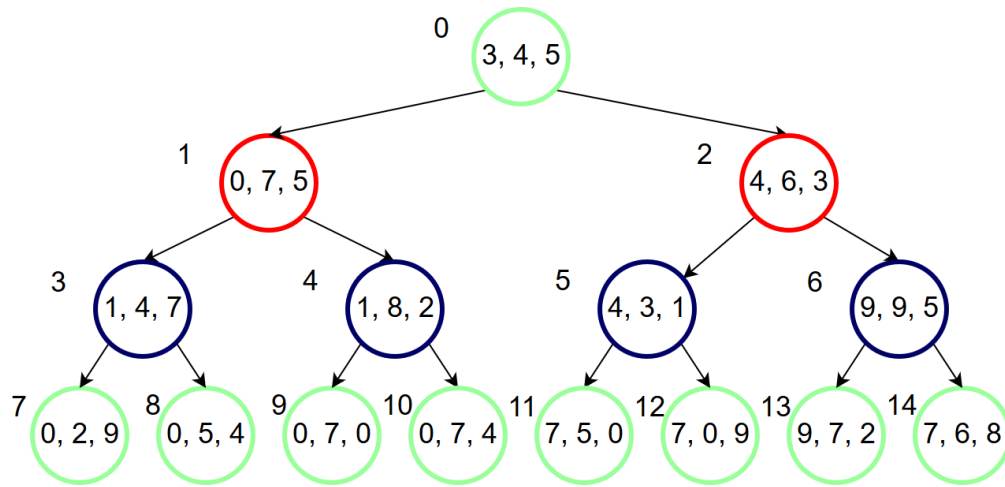 0
3, 4, 5
1
0, 7, 5
2
4, 6, 3
3
1, 4, 7
4
1, 8, 2
5
4, 3, 1
6
9, 9, 5
7
0, 2, 9
8
0, 5, 4
9
0, 7, 0
10
0, 7, 4
11
7, 5, 0
12
7, 0, 9
13
9, 7, 2
14
7, 6, 8